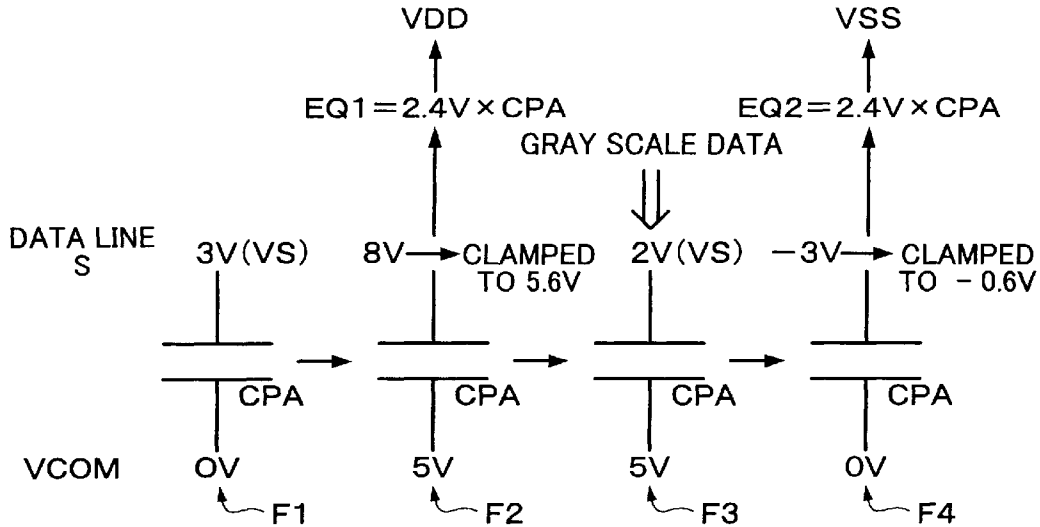 VDD VSS
EQ1=2.4V×CPA EQ2=2.4V×CPA
GRAY SCALE DATA
DATA LINE
S
3V(VS) 8V CLAMPED
TO 5.6V
2V(VS) -3V CLAMPED
TO -0.6V
CPA CPA CPA CPA
VCOM 0V 5V 5V 0V
F1 F2 F3 F4